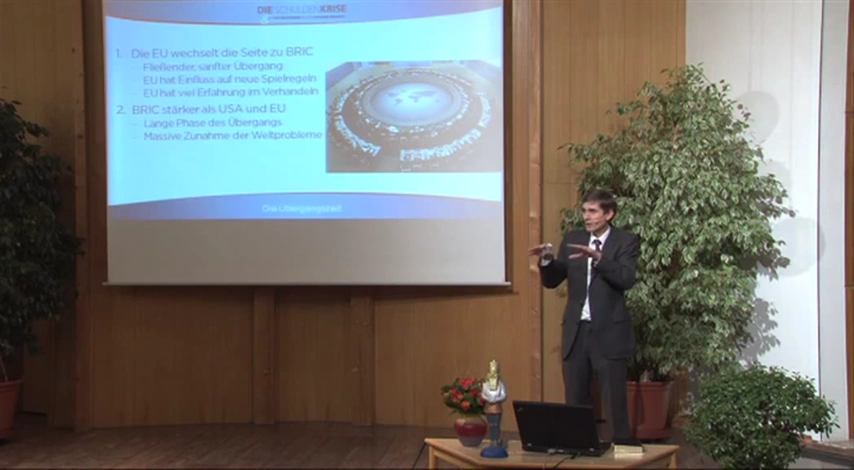 DIE SCHULDENKRISE
1. Die EU wechselt die Seite zu BRIC
- Fließender, sanfter Übergang
- EU hat Einfluss auf neue Spielregeln
- EU hat viel Erfahrung im Verhandeln
2. BRIC stärker als USA und EU
- Lange Phase des Übergangs
- Massive Zunahme der Weltprobleme
Die Übergangszeit